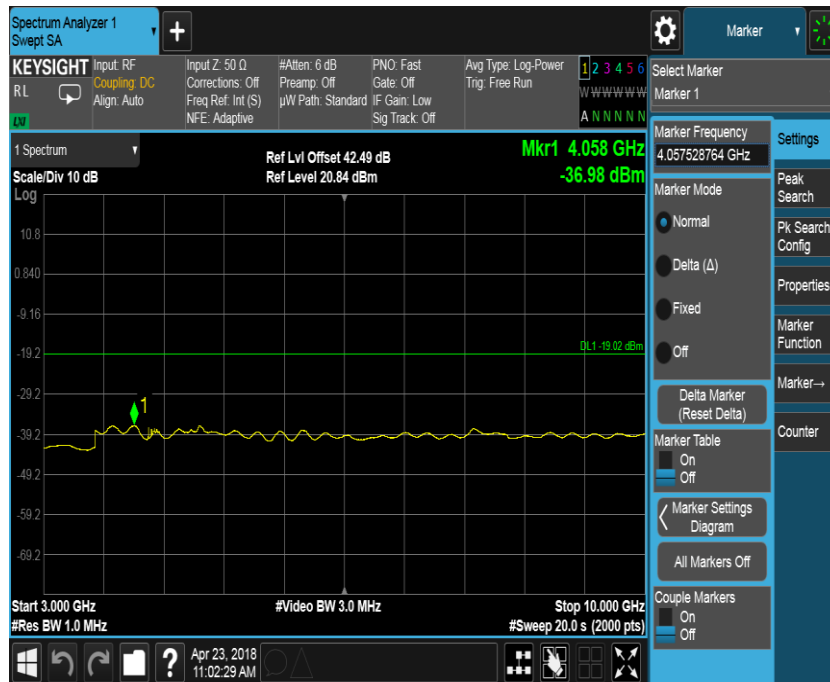 Spectrum Analyzer 1
Swept SA
+
Marker
KEYSIGHT
RL
LXI
Input: RF
Coupling: DC
Align: Auto
Input Z: 50 Ω
Corrections: Off
Freq Ref: Int (S)
NFE: Adaptive
#Atten: 6 dB
Preamp: Off
µW Path: Standard
PNO: Fast
Gate: Off
IF Gain: Low
Sig Track: Off
Avg Type: Log-Power
Trig: Free Run
1 2 3 4 5 6
W W W W W W
A N N N N N
Select Marker
Marker 1
1 Spectrum
Scale/Div 10 dB
Log
Ref Lvl Offset 42.49 dB
Ref Level 20.84 dBm
Mkr1 4.058 GHz
-36.98 dBm
10.8
0.840
-9.16
-19.2
-29.2
-39.2
-49.2
-59.2
-69.2
DL1 -19.02 dBm
1
Start 3.000 GHz
#Res BW 1.0 MHz
#Video BW 3.0 MHz
Stop 10.000 GHz
#Sweep 20.0 s (2000 pts)
Marker Frequency
4.057528764 GHz
Marker Mode
Normal
Delta (Δ)
Fixed
Off
Delta Marker
(Reset Delta)
Marker Table
On
Off
Marker Settings
Diagram
All Markers Off
Couple Markers
On
Off
Settings
Peak
Search
Pk Search
Config
Properties
Marker
Function
Marker→
Counter
?
Apr 23, 2018
11:02:29 AM